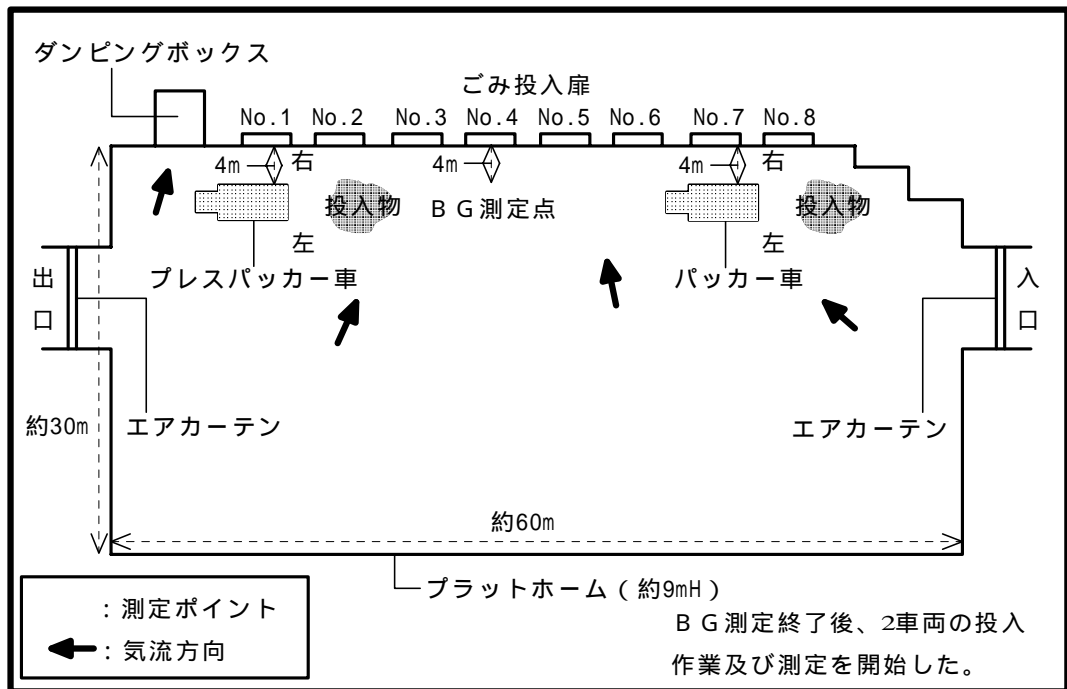 ダンピングボックス
ごみ投入扉
No.1 No.2 No.3 No.4 No.5 No.6 No.7 No.8
4m 右 4m 4m 右
投入物 ＢＧ測定点 投入物
左 左
プレスパッカー車 パッカー車
出口
入口
約30m エアカーテン エアカーテン
約60m
プラットホーム（約9mH）
：測定ポイント
：気流方向
ＢＧ測定終了後、2車両の投入
作業及び測定を開始した。